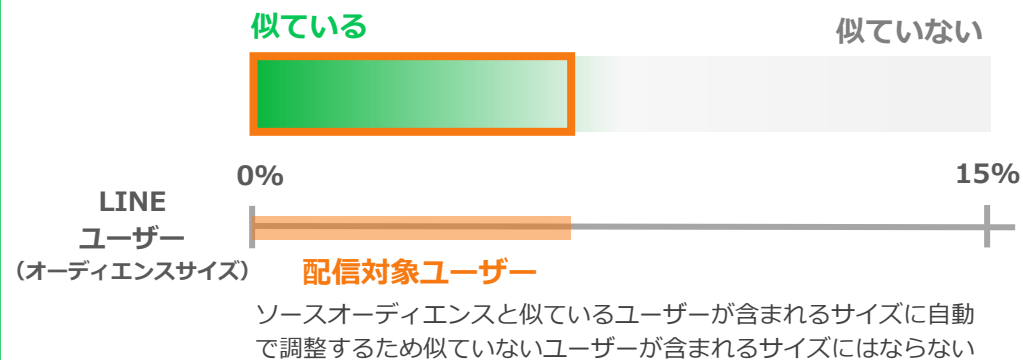 似ている
似ていない
0%
15%
LINE
ユーザー
（オーディエンスサイズ）
配信対象ユーザー
ソースオーディエンスと似ているユーザーが含まれるサイズに自動
で調整するため似ていないユーザーが含まれるサイズにはならない